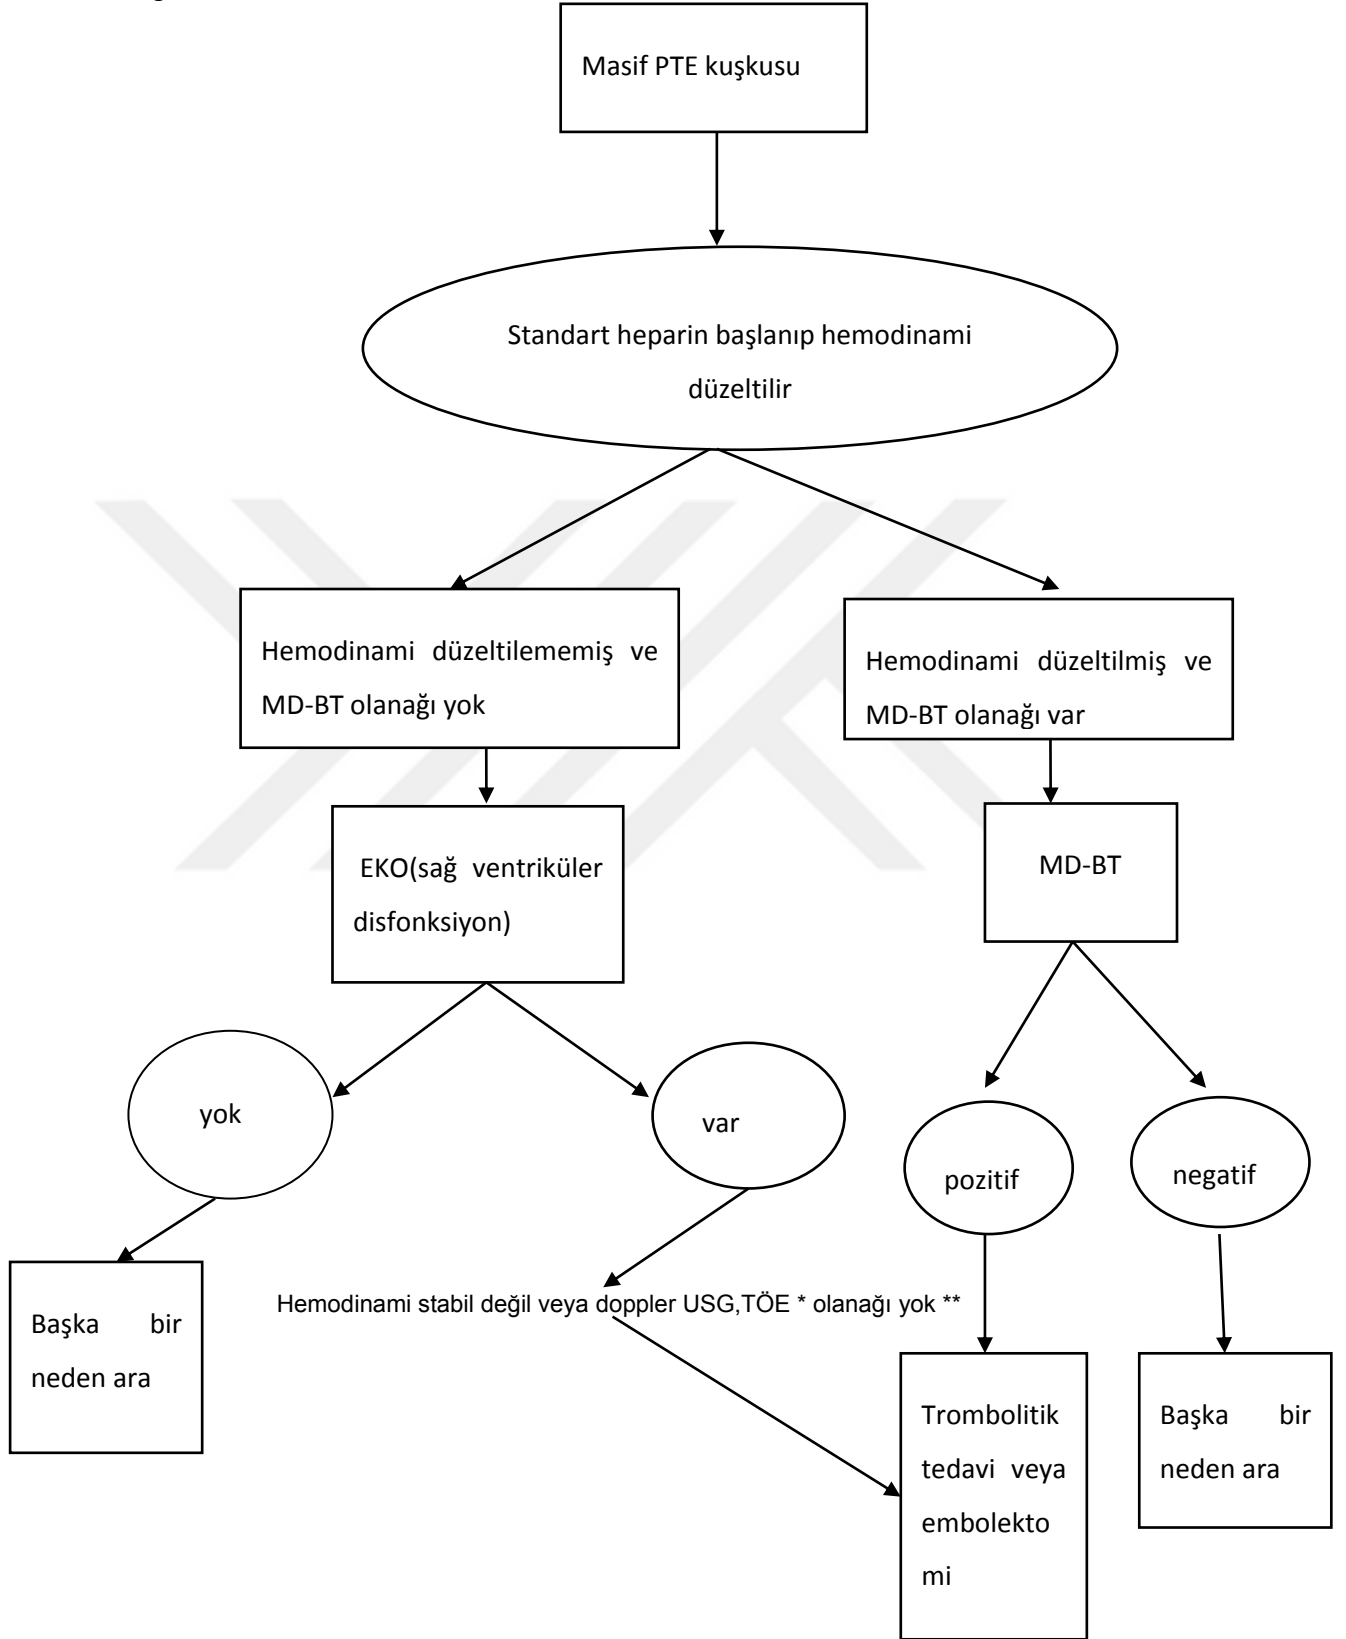 Masif PTE kuşkusu
Standart heparin başlanıp hemodinami
düzeltilir
Hemodinami düzeltilememiş ve
MD-BT olanağı yok
Hemodinami düzeltilmiş ve
MD-BT olanağı var
EKO(sağ ventriküler
disfonksiyon)
MD-BT
yok
var
pozitif
negatif
Hemodinami stabil değil veya doppler USG,TÖE * olanağı yok **
Başka bir
neden ara
Trombolitik
tedavi veya
embolekto
mi
Başka bir
neden ara